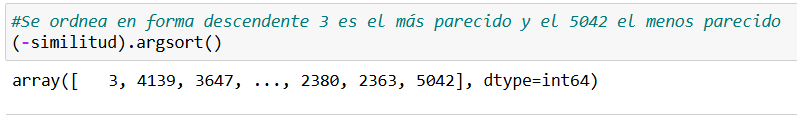 #Se ordnea en forma descendente 3 es el más parecido y el 5042 el menos parecido
(-similitud).argsort()
array([   3, 4139, 3647, ..., 2380, 2363, 5042], dtype=int64)